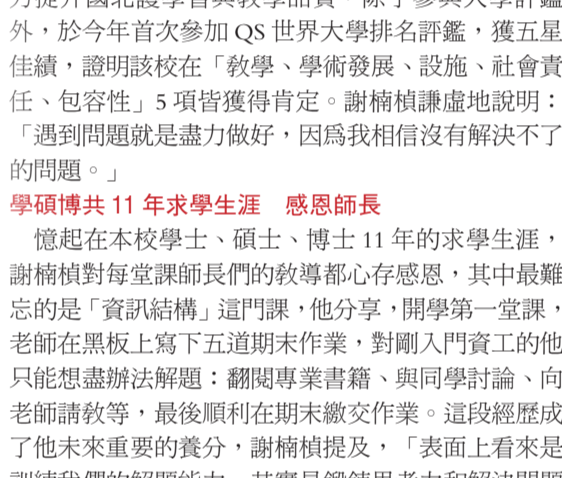 外，於今年首次參加 QS 世界大學排名評鑑，獲五星
佳績，證明該校在「教學、學術發展、設施、社會責
任、包容性」5 項皆獲得肯定。謝楠楨謙虛地說明：
「遇到問題就是盡力做好，因為我相信沒有解決不了
的問題。」
學碩博共 11 年求學生涯　感恩師長
憶起在本校學士、碩士、博士 11 年的求學生涯，
謝楠楨對每堂課師長們的教導都心存感恩，其中最難
忘的是「資訊結構」這門課，他分享，開學第一堂課，
老師在黑板上寫下五道期末作業，對剛入門資工的他
只能想盡辦法解題：翻閱專業書籍、與同學討論、向
老師請教等，最後順利在期末繳交作業。這段經歷成
了他未來重要的養分，謝楠楨提及，「表面上看來是